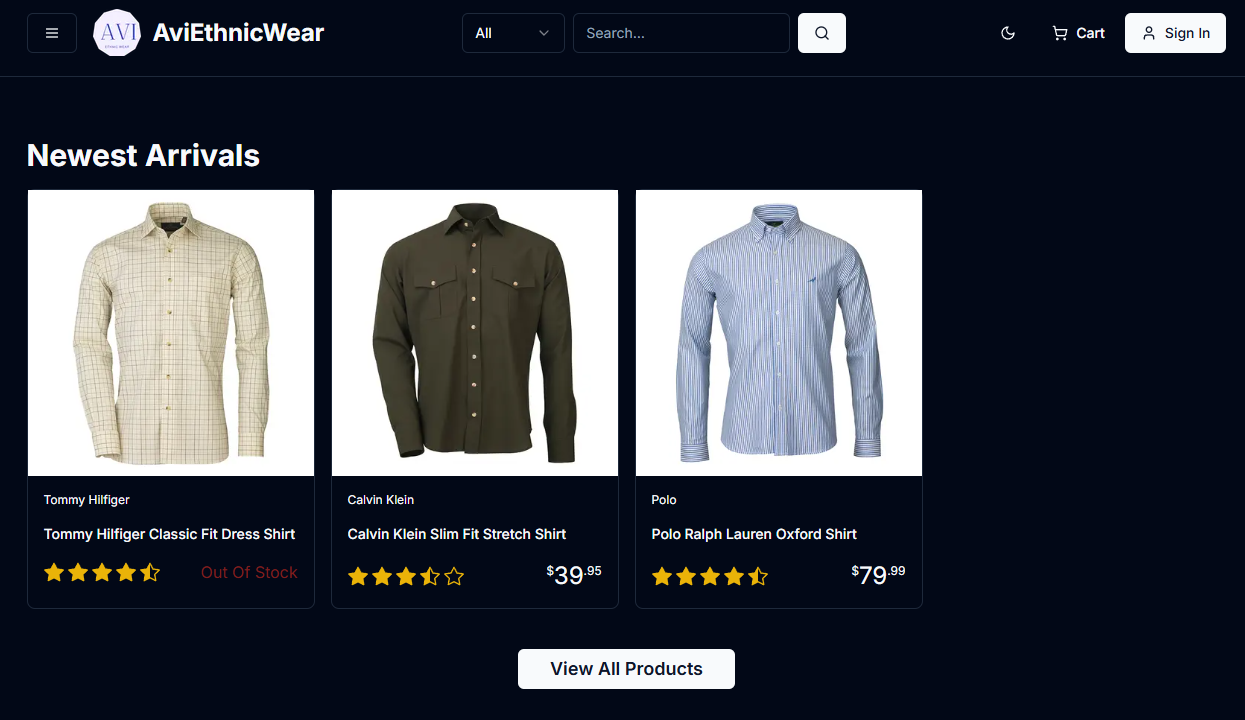 AVI
ETHNIC WEAR
AviEthnicWear
All
Search...
Cart
Sign In
Newest Arrivals
Tommy Hilfiger
Tommy Hilfiger Classic Fit Dress Shirt
Out Of Stock
Calvin Klein
Calvin Klein Slim Fit Stretch Shirt
$39.95
Polo
Polo Ralph Lauren Oxford Shirt
$79.99
View All Products